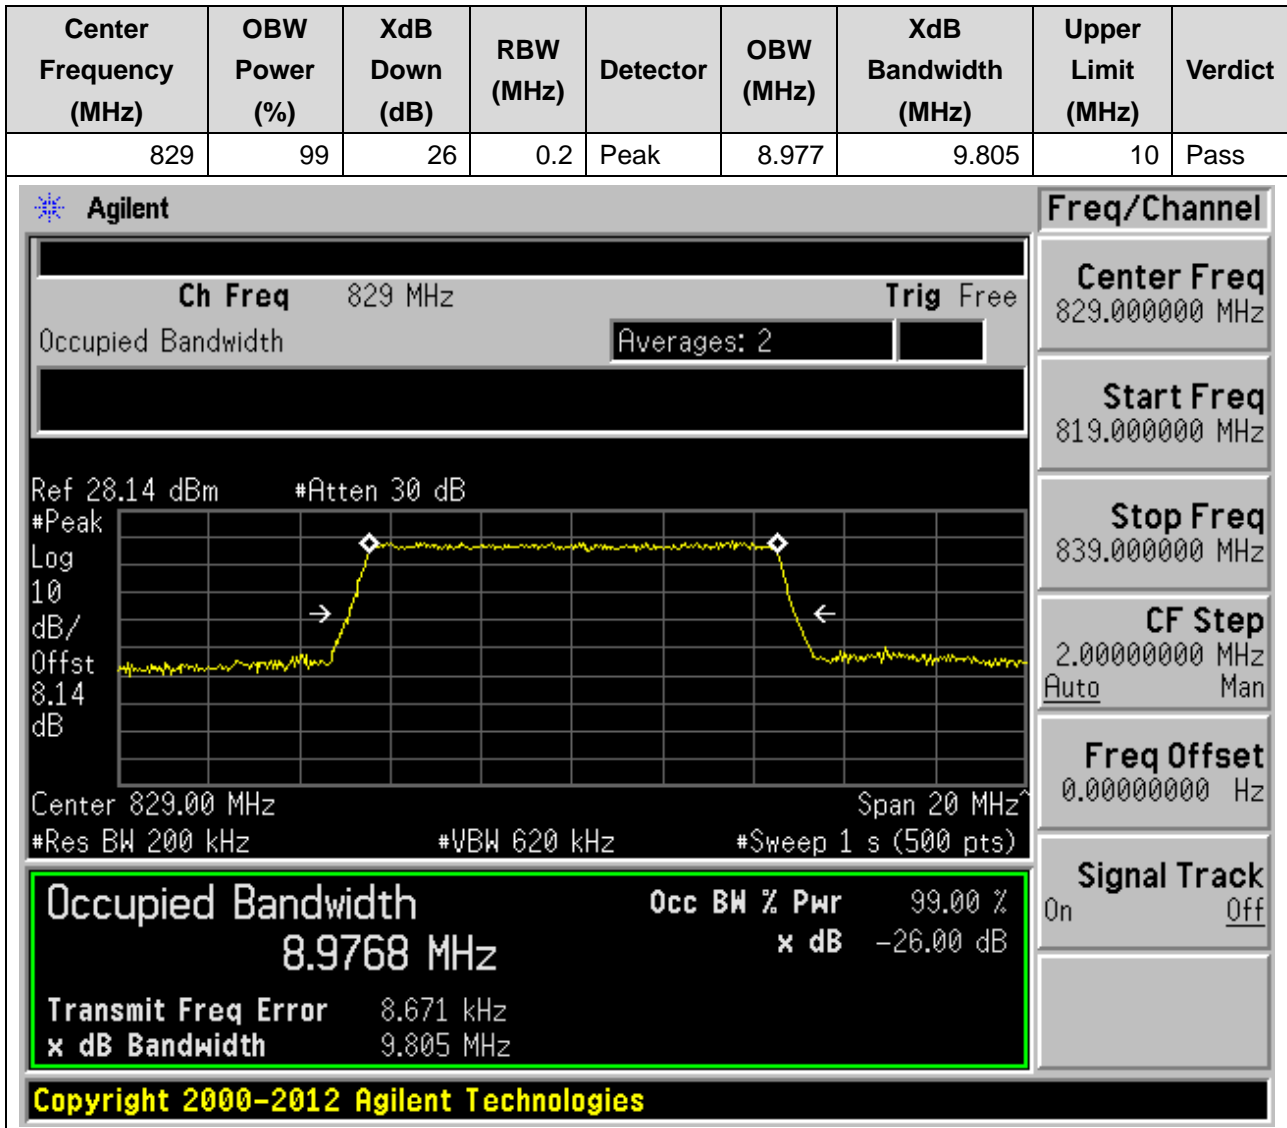 Center Frequency (MHz) OBW Power (%) XdB Down (dB) RBW (MHz) Detector OBW (MHz) XdB Bandwidth (MHz) Upper Limit (MHz) Verdict
829 99 26 0.2 Peak 8.977 9.805 10 Pass
Agilent
Freq/Channel
Ch Freq 829 MHz Trig Free
Occupied Bandwidth Averages: 2
Center Freq
829.000000 MHz
Start Freq
819.000000 MHz
Stop Freq
839.000000 MHz
CF Step
2.00000000 MHz
Auto Man
Freq Offset
0.00000000 Hz
Signal Track
On Off
Ref 28.14 dBm #Atten 30 dB
#Peak
Log
10
dB/
Offst
8.14
dB
Center 829.00 MHz Span 20 MHz^
#Res BW 200 kHz #VBW 620 kHz #Sweep 1 s (500 pts)
Occupied Bandwidth Occ BW % Pwr 99.00 %
8.9768 MHz x dB -26.00 dB
Transmit Freq Error 8.671 kHz
x dB Bandwidth 9.805 MHz
Copyright 2000-2012 Agilent Technologies